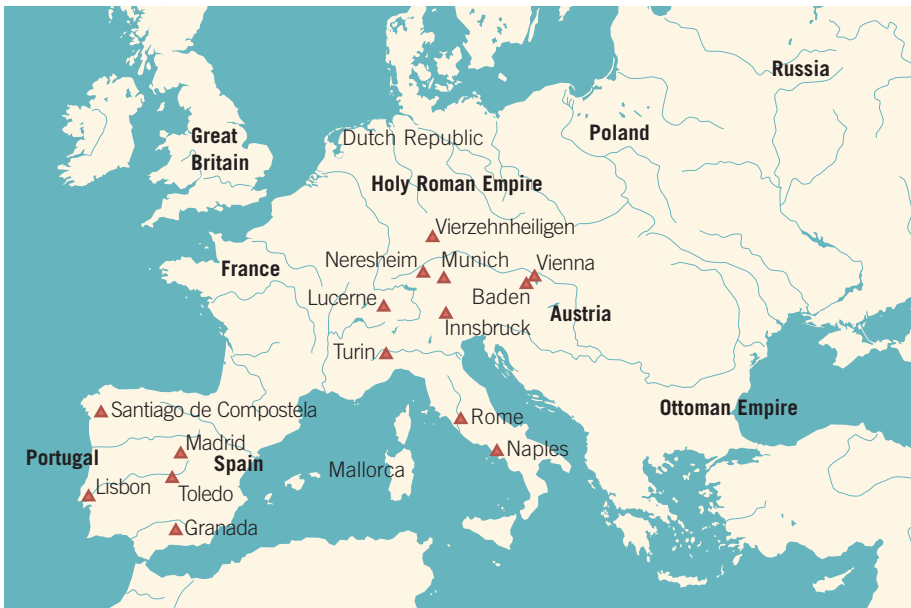 Russia
Great
Britain
Dutch Republic
Poland
Holy Roman Empire
Vierzehnheiligen
France
Neresheim
Munich
Vienna
Lucerne
Baden
Austria
Innsbruck
Turin
Santiago de Compostela
Rome
Ottoman Empire
Madrid
Naples
Portugal
Spain
Mallorca
Lisbon
Toledo
Granada